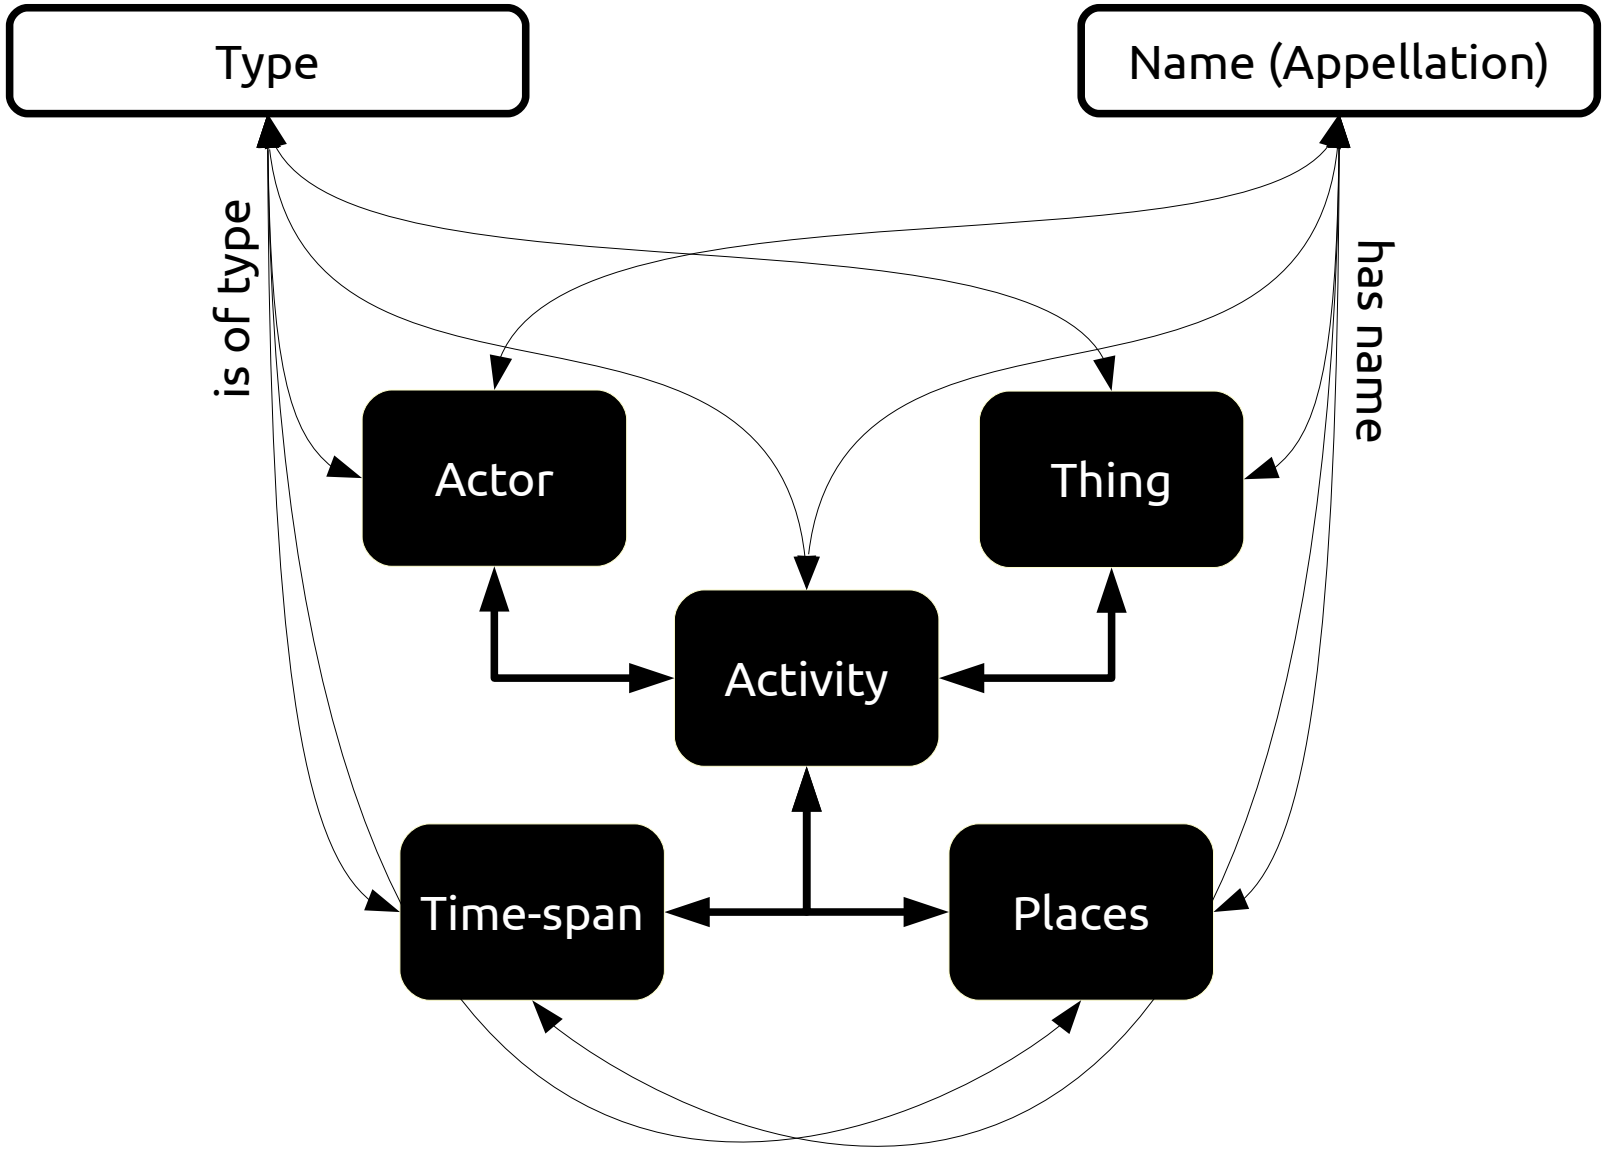 Type
Name (Appellation)
is of type
has name
Actor
Thing
Activity
Time-span
Places